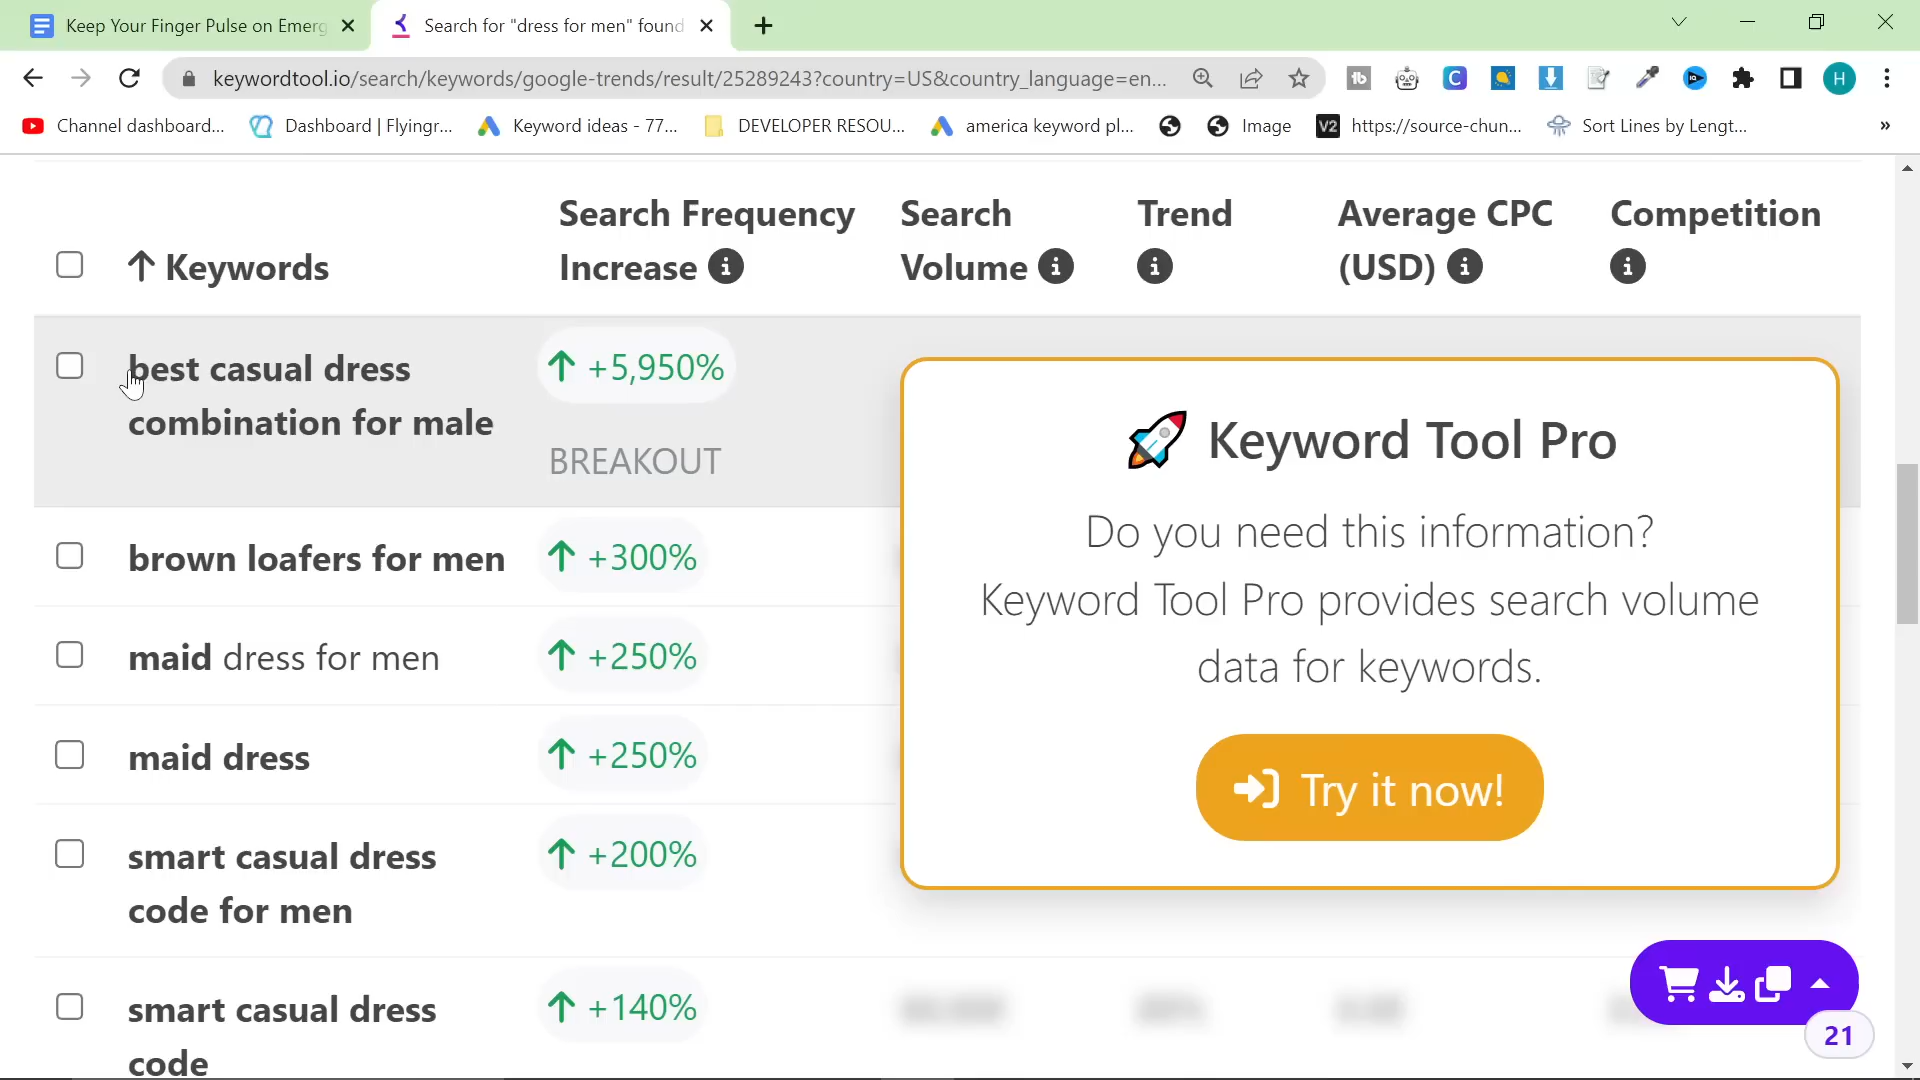 Keep Your Finger Pulse on Emerg
Search for "dress for men" found
keywordtool.io/search/keywords/google-trends/result/25289243?country=US&country_language=en...
H
Channel dashboard...
Dashboard | Flyingr...
Keyword ideas - 77...
DEVELOPER RESOU...
america keyword pl...
Image
V2
https://source-chun...
Sort Lines by Lengt...
»
Keywords
Search Frequency
Increase
Search
Volume
Trend
Average CPC
(USD)
Competition
best casual dress
combination for male
+5,950%
BREAKOUT
brown loafers for men
+300%
maid dress for men
+250%
maid dress
+250%
smart casual dress
code for men
+200%
smart casual dress
code
+140%
Keyword Tool Pro
Do you need this information?
Keyword Tool Pro provides search volume
data for keywords.
Try it now!
21